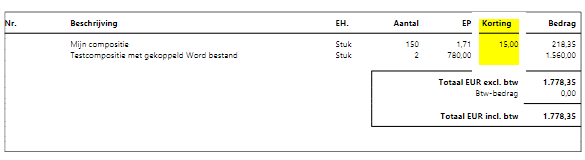 Nr. Beschrijving EH. Aantal EP Korting Bedrag
Mijn compositie Stuk 150 1,71 15,00 218,35
Testcompositie met gekoppeld Word bestand Stuk 2 780,00 1.560,00
Totaal EUR excl. btw 1.778,35
Btw-bedrag 0,00
Totaal EUR incl. btw 1.778,35